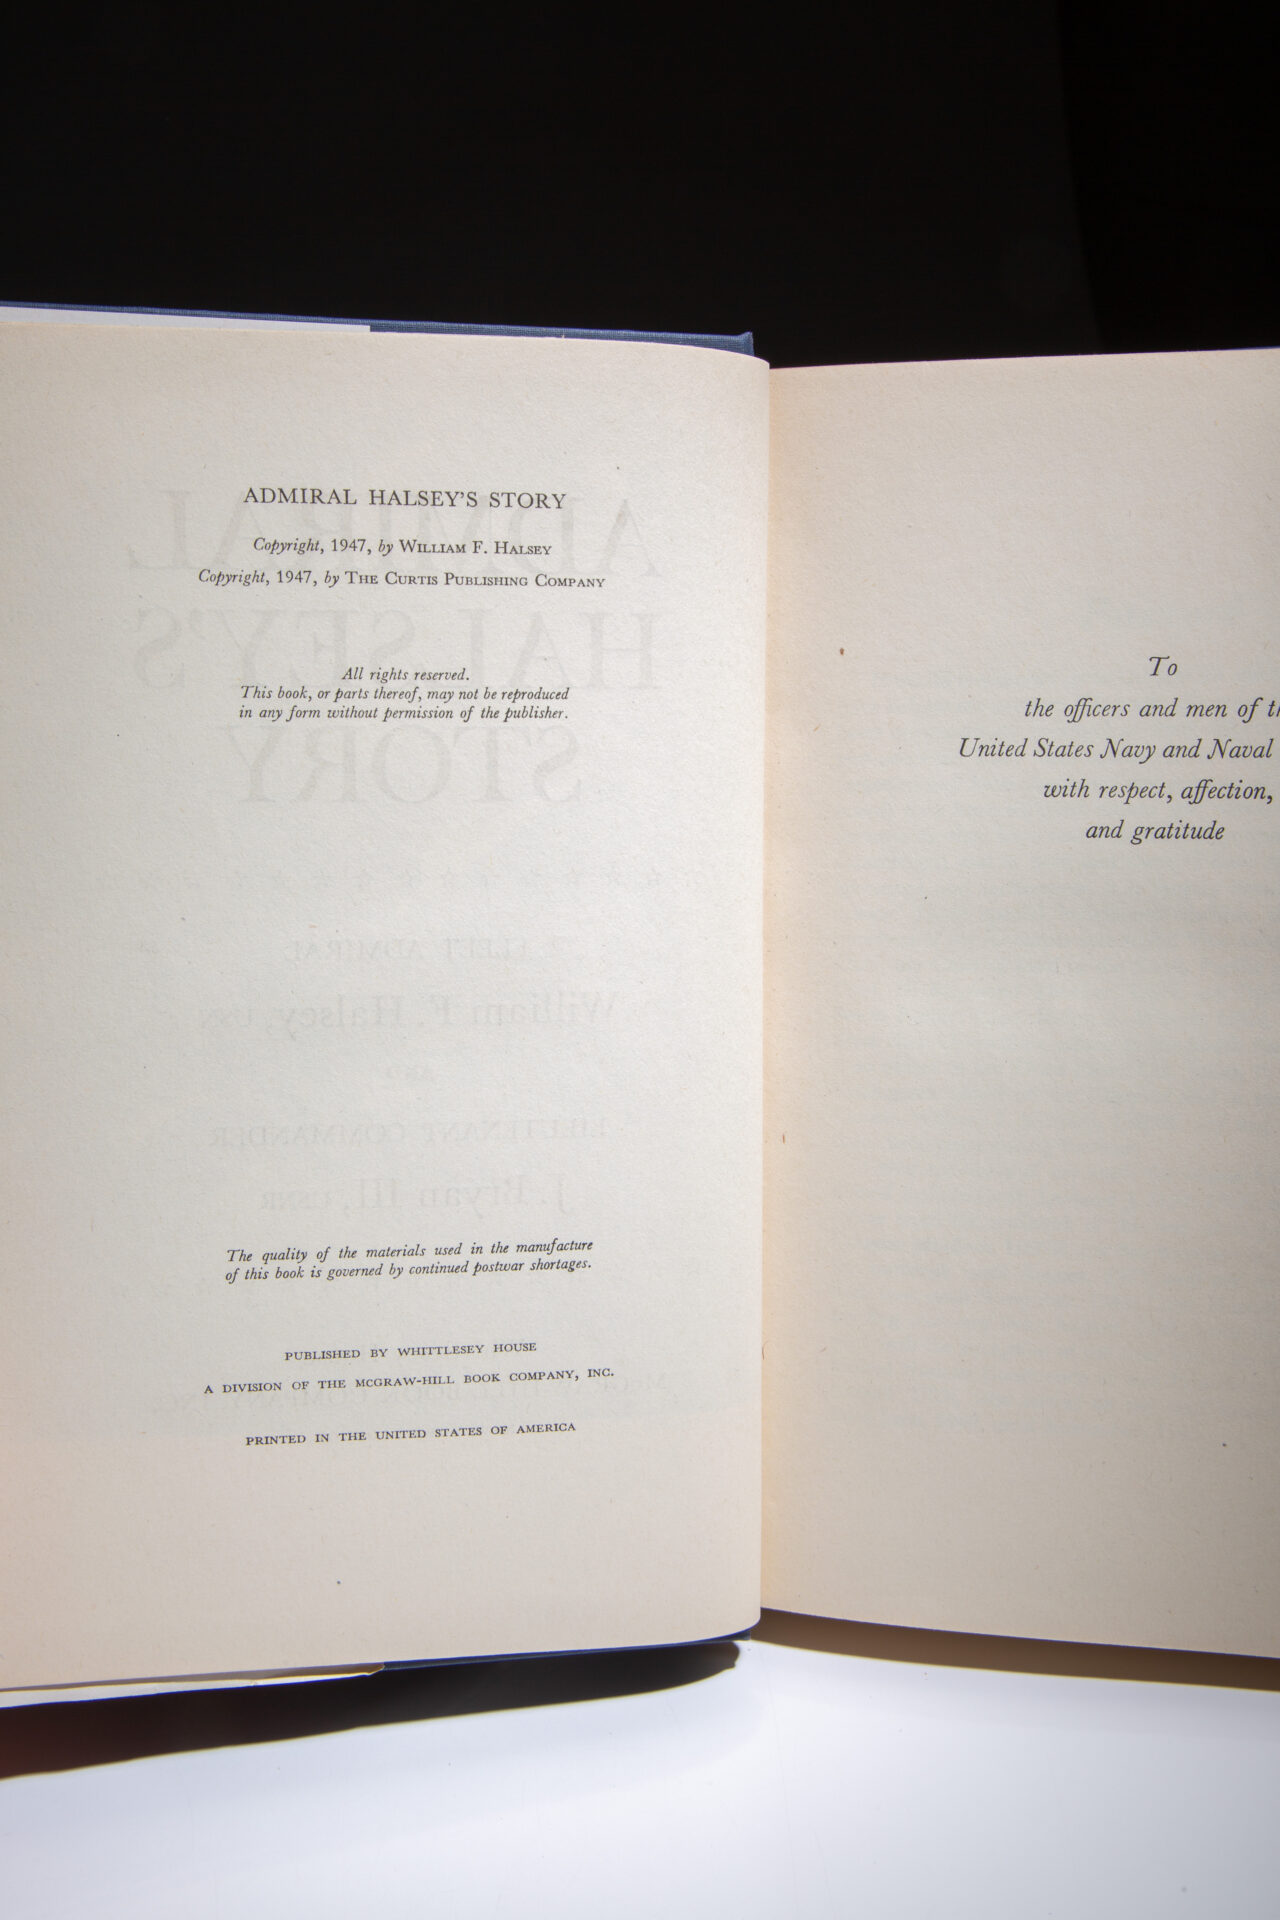 ADMIRAL HALSEY'S STORY
Copyright, 1947, by William F. Halsey
Copyright, 1947, by The Curtis Publishing Company
All rights reserved.
This book, or parts thereof, may not be reproduced
in any form without permission of the publisher.
The quality of the materials used in the manufacture
of this book is governed by continued postwar shortages.
PUBLISHED BY WHITTLESEY HOUSE
A DIVISION OF THE MCGRAW-HILL BOOK COMPANY, INC.
PRINTED IN THE UNITED STATES OF AMERICA
To
the officers and men of
United States Navy and Naval
with respect, affection,
and gratitude